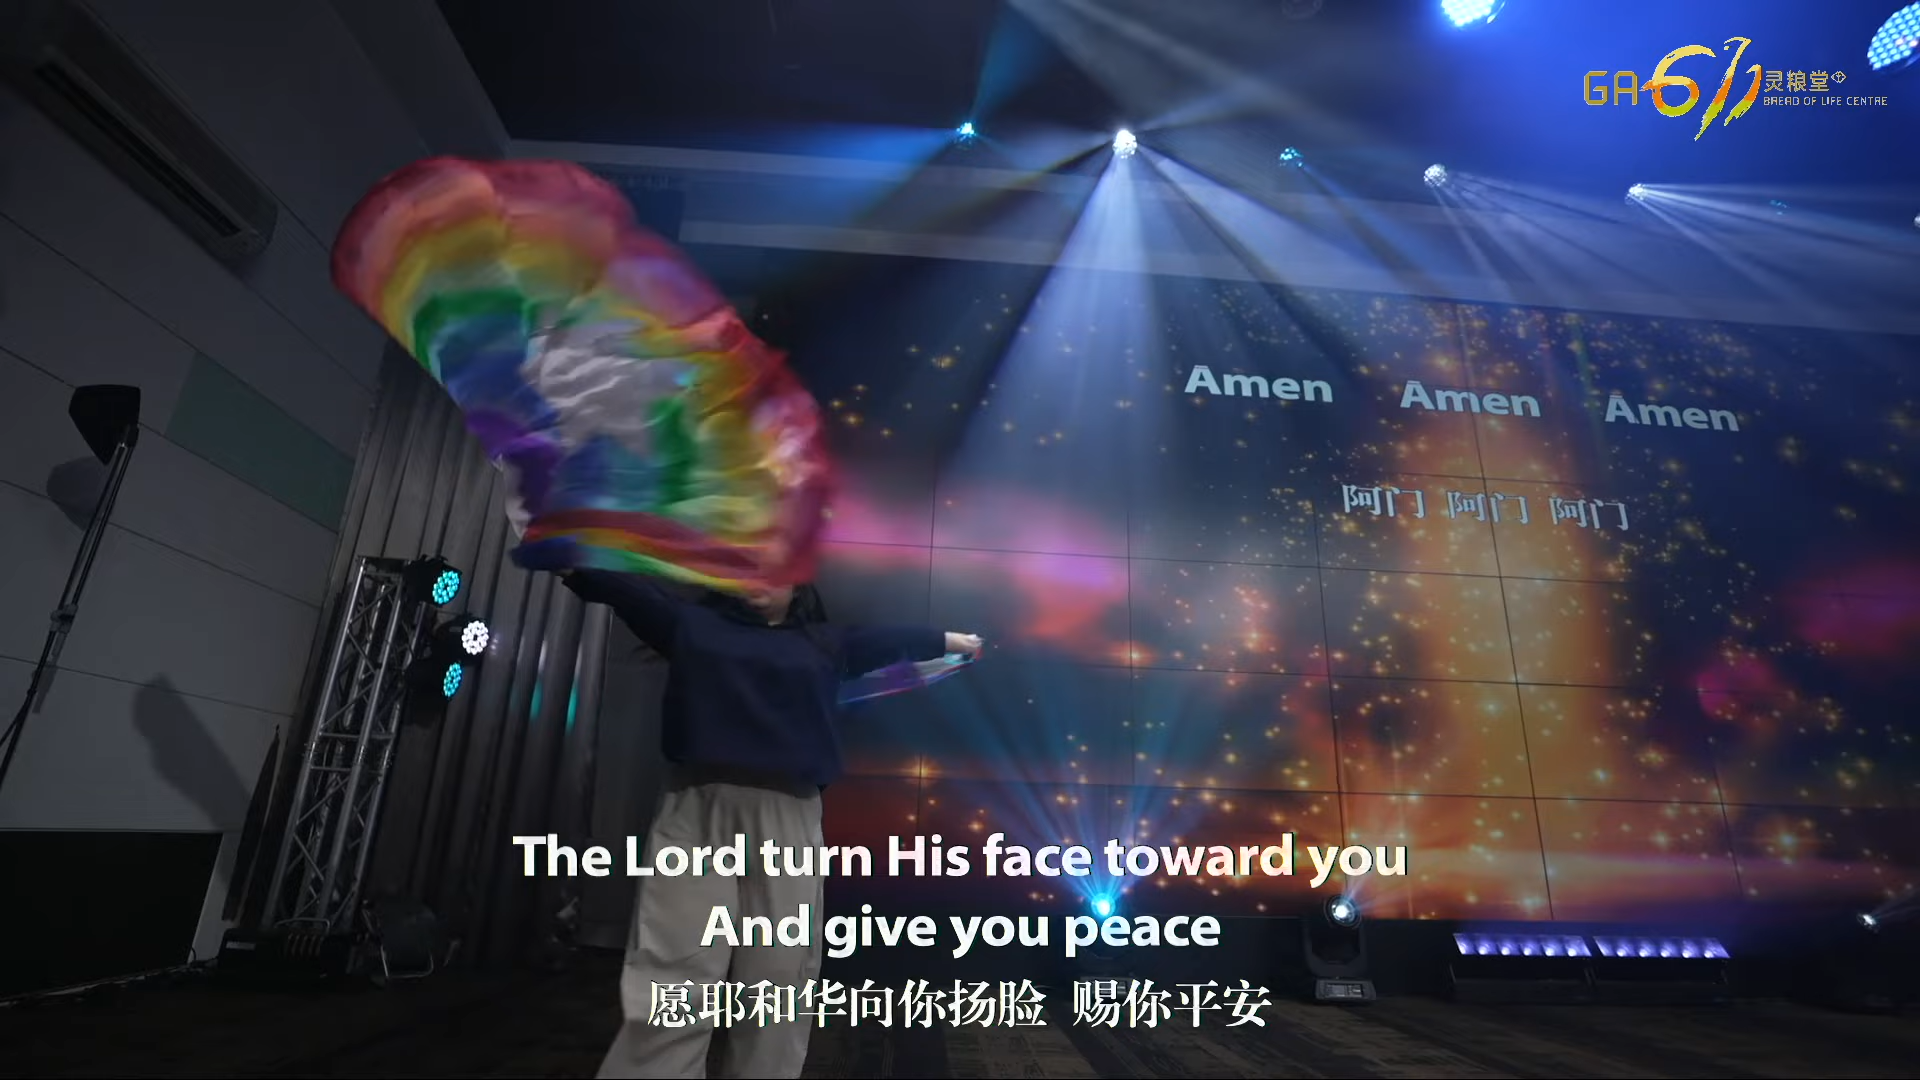 GA 611 灵粮堂
BREAD OF LIFE CENTRE
Amen Amen Amen
阿门 阿门 阿门
The Lord turn His face toward you
And give you peace
愿耶和华向你扬脸 赐你平安